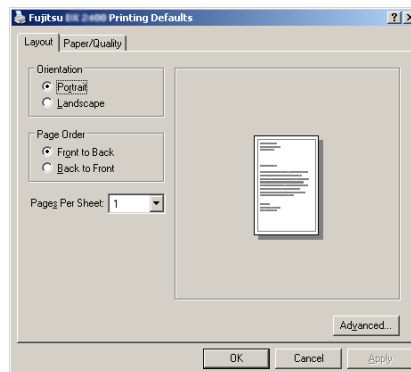 Fujitsu Printing Defaults
Layout
Paper/Quality
Orientation
Portrait
Landscape
Page Order
Front to Back
Back to Front
Pages Per Sheet: 1
Advanced...
OK
Cancel
Apply